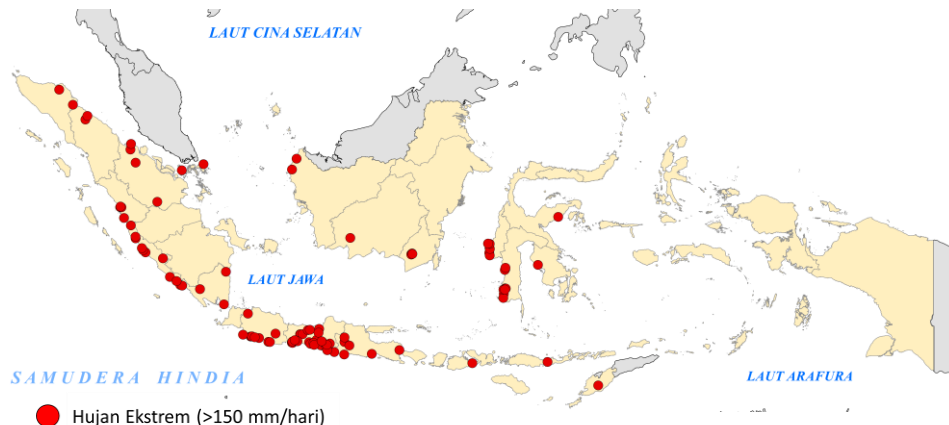 LAUT CINA SELATAN
LAUT JAWA
SAMUDERA HINDIA
LAUT ARAFURA
Hujan Ekstrem (>150 mm/hari)